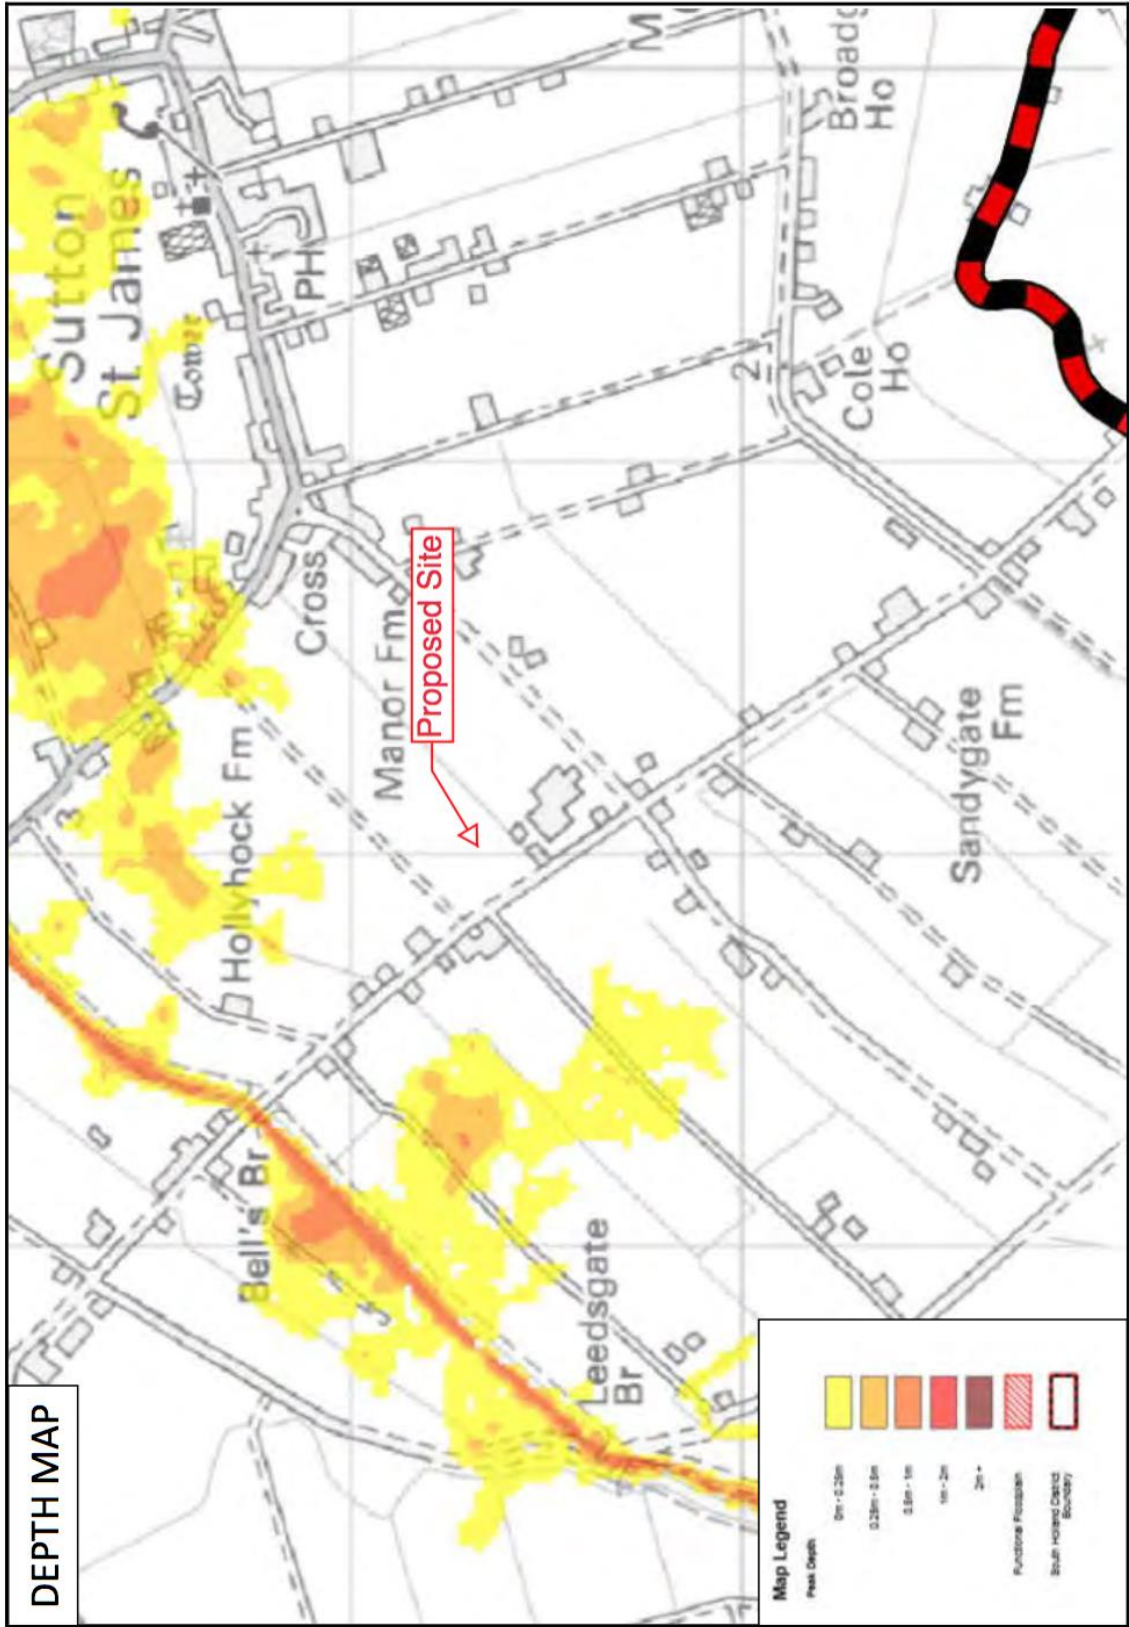 DEPTH MAP
Sutton
St James
Tower
PH
M
Broadg
Ho
Cross
Cole
Ho
2
Manor Fm
Proposed Site
3
Hollyhock Fm
Sandygate
Fm
Bell's Br
Leedsgate
Br
Map Legend
Peak Depth
0m - 0.25m
0.25m - 0.5m
0.5m - 1m
1m - 2m
2m +
Functional Floodplain
South Holland District
Boundary